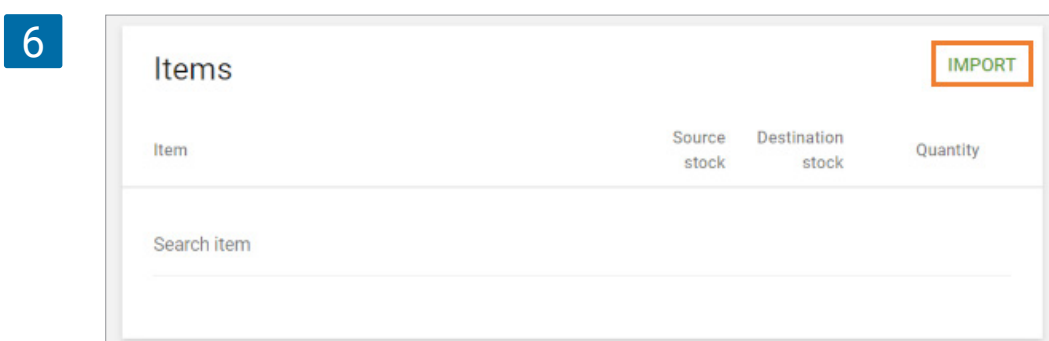 6
Items
IMPORT
Item
Source stock
Destination stock
Quantity
Search item